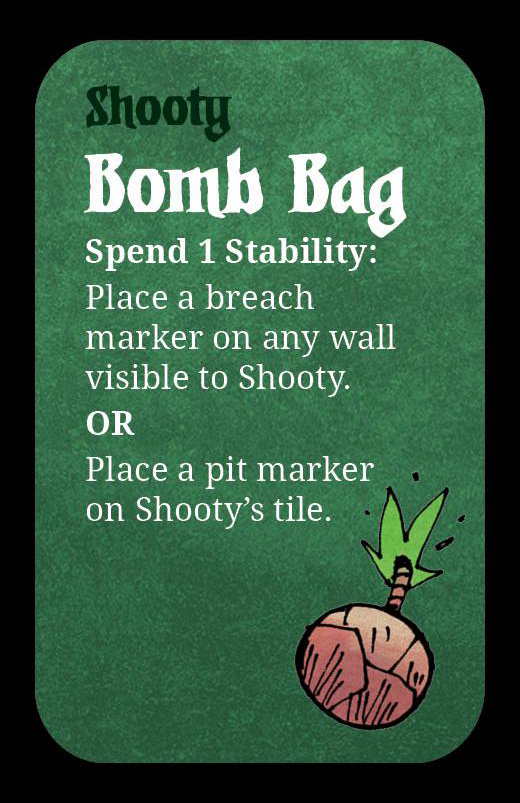 Shooty
Bomb Bag
Spend 1 Stability:
Place a breach
marker on any wall
visible to Shooty.
OR
Place a pit marker
on Shooty’s tile.